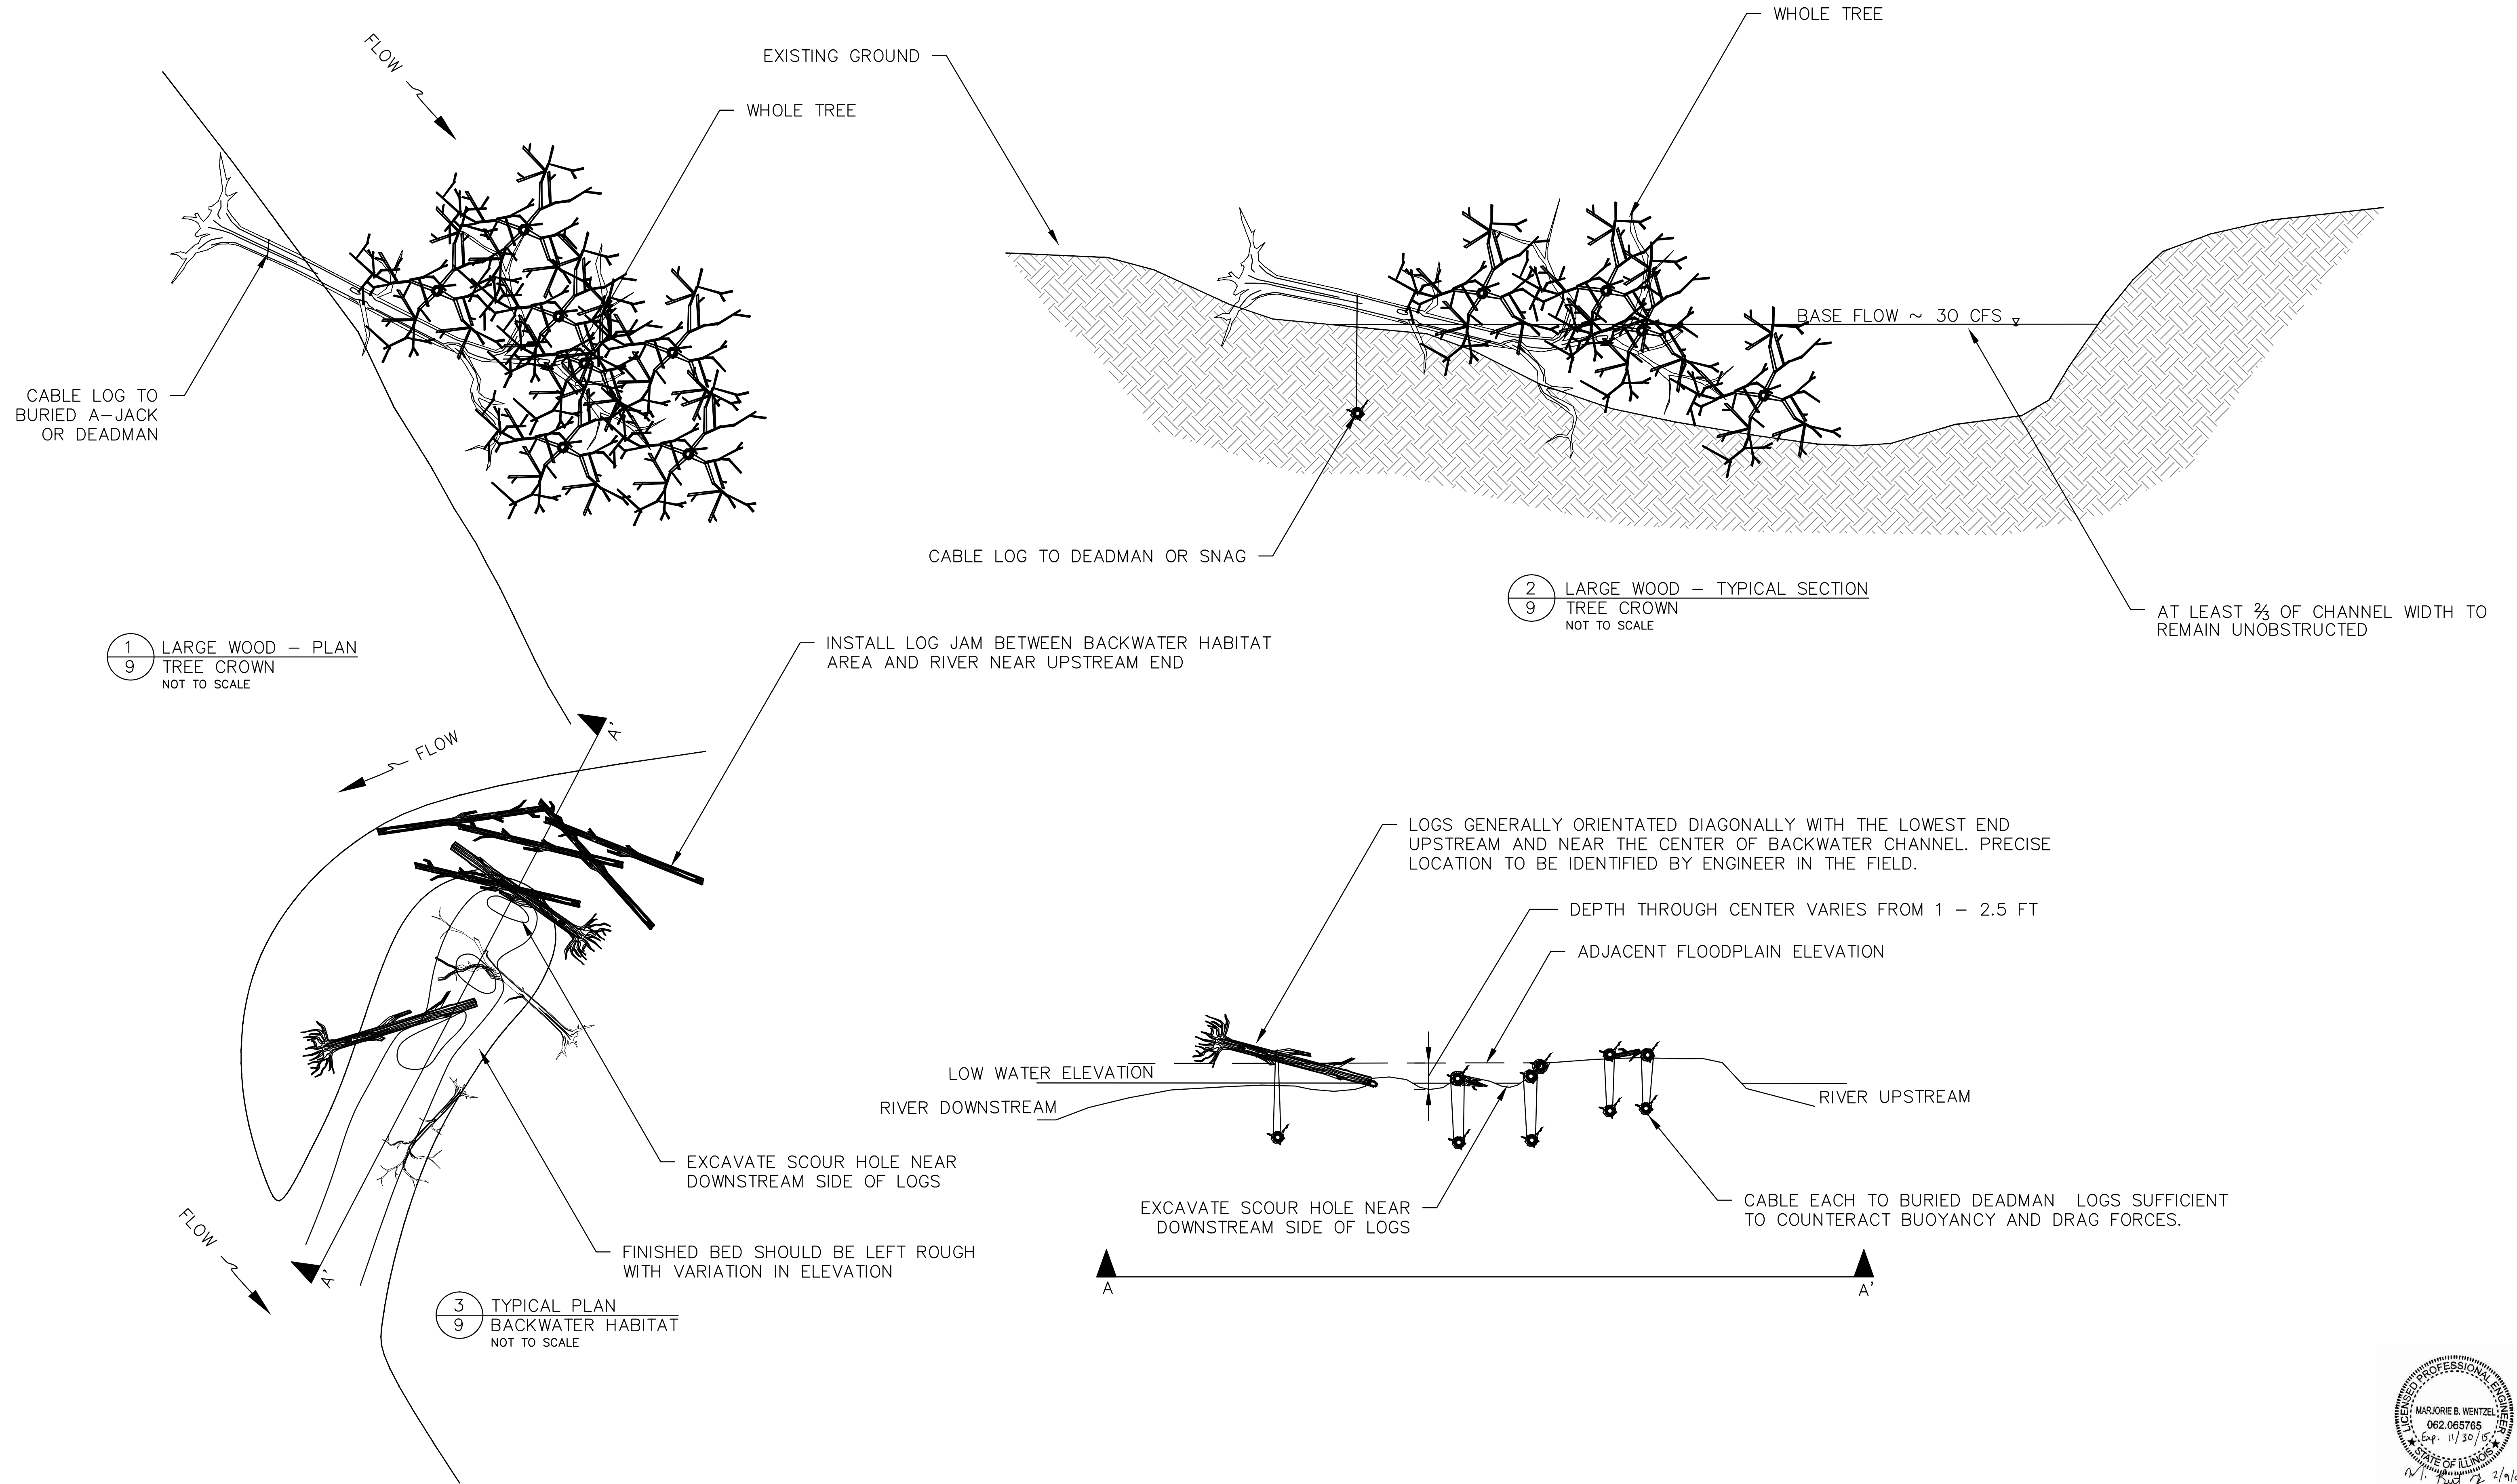 FLOW
WHOLE TREE
EXISTING GROUND
WHOLE TREE
CABLE LOG TO
BURIED A-JACK
OR DEADMAN
BASE FLOW ~ 30 CFS
CABLE LOG TO DEADMAN OR SNAG
AT LEAST ⅔ OF CHANNEL WIDTH TO
REMAIN UNOBSTRUCTED
1
9
LARGE WOOD – PLAN
TREE CROWN
NOT TO SCALE
2
9
LARGE WOOD – TYPICAL SECTION
TREE CROWN
NOT TO SCALE
INSTALL LOG JAM BETWEEN BACKWATER HABITAT
AREA AND RIVER NEAR UPSTREAM END
A'
FLOW
EXCAVATE SCOUR HOLE NEAR
DOWNSTREAM SIDE OF LOGS
FINISHED BED SHOULD BE LEFT ROUGH
WITH VARIATION IN ELEVATION
FLOW
A'
3
9
TYPICAL PLAN
BACKWATER HABITAT
NOT TO SCALE
LOGS GENERALLY ORIENTATED DIAGONALLY WITH THE LOWEST END
UPSTREAM AND NEAR THE CENTER OF BACKWATER CHANNEL. PRECISE
LOCATION TO BE IDENTIFIED BY ENGINEER IN THE FIELD.
DEPTH THROUGH CENTER VARIES FROM 1 – 2.5 FT
ADJACENT FLOODPLAIN ELEVATION
LOW WATER ELEVATION
RIVER DOWNSTREAM
RIVER UPSTREAM
EXCAVATE SCOUR HOLE NEAR
DOWNSTREAM SIDE OF LOGS
CABLE EACH TO BURIED DEADMAN LOGS SUFFICIENT
TO COUNTERACT BUOYANCY AND DRAG FORCES.
A
A'
LICENSED PROFESSIONAL ENGINEER
MARJORIE B. WENTZEL
062.065765
Exp. 11/30/15
STATE OF ILLINOIS